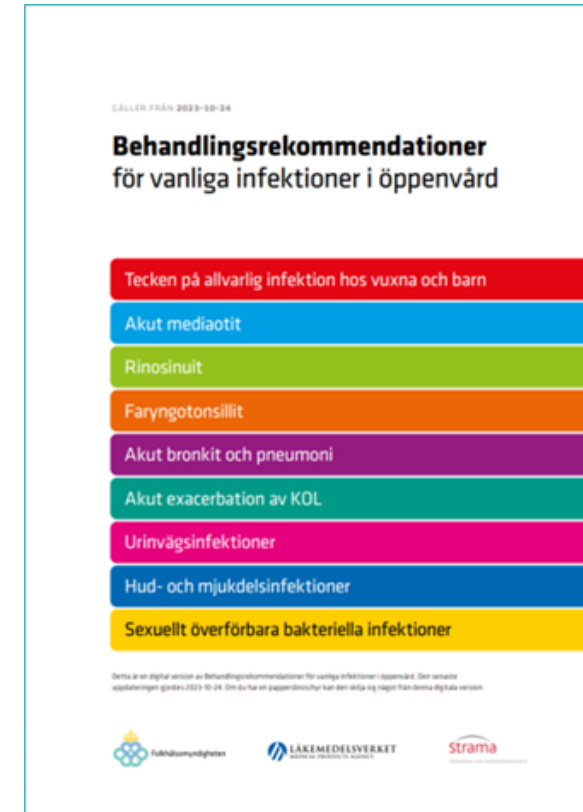 GÄLLER FRÅN 2023-10-24
Behandlingsrekommendationer
för vanliga infektioner i öppenvård
Tecken på allvarlig infektion hos vuxna och barn
Akut mediaotit
Rinosinuit
Faryngotonsillit
Akut bronkit och pneumoni
Akut exacerbation av KOL
Urinvägsinfektioner
Hud- och mjukdelsinfektioner
Sexuellt överförbara bakteriella infektioner
Detta är en digital version av Behandlingsrekommendationer för vanliga infektioner i öppenvård. Den senaste
uppdateringen gjordes 2023-10-24. Om du har en pappersbroschyr kan den skilja sig något från denna digitala version.
Folkhälsomyndigheten
LÄKEMEDELSVERKET
MEDICAL PRODUCTS AGENCY
strama